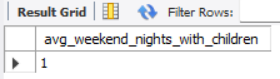 Result Grid Filter Rows:
avg_weekend_nights_with_children
1